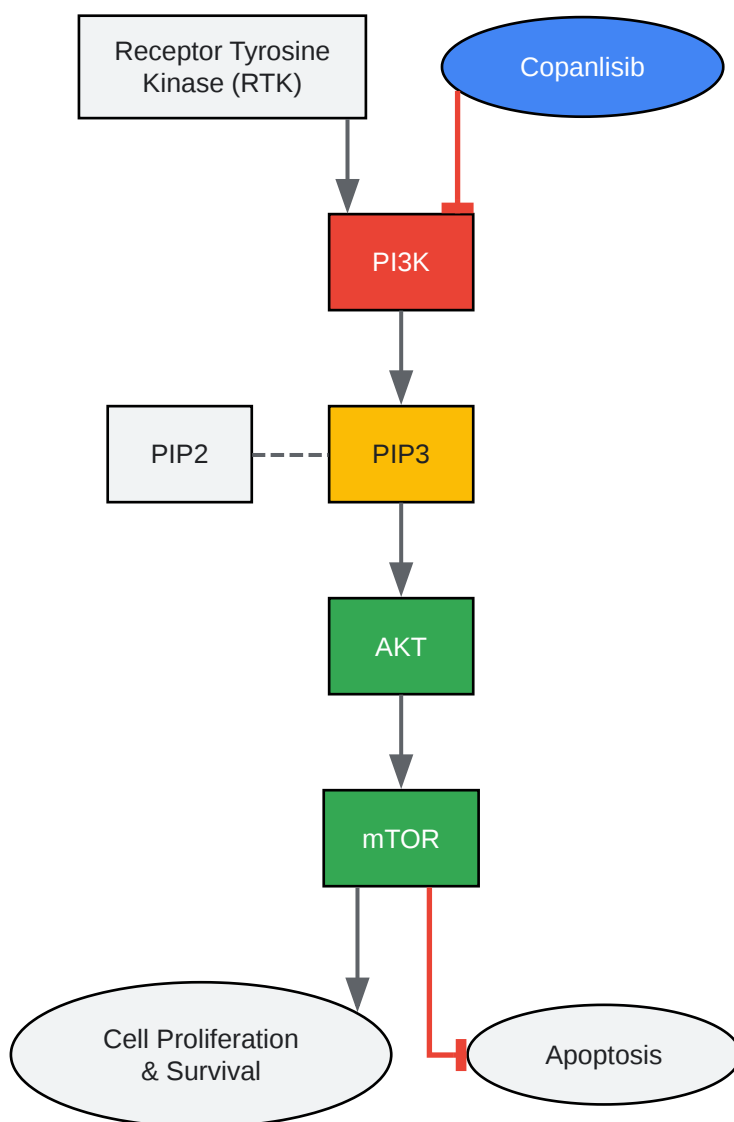 Receptor Tyrosine
Kinase (RTK)
Copanlisib
PI3K
PIP2
PIP3
AKT
mTOR
Cell Proliferation
& Survival
Apoptosis